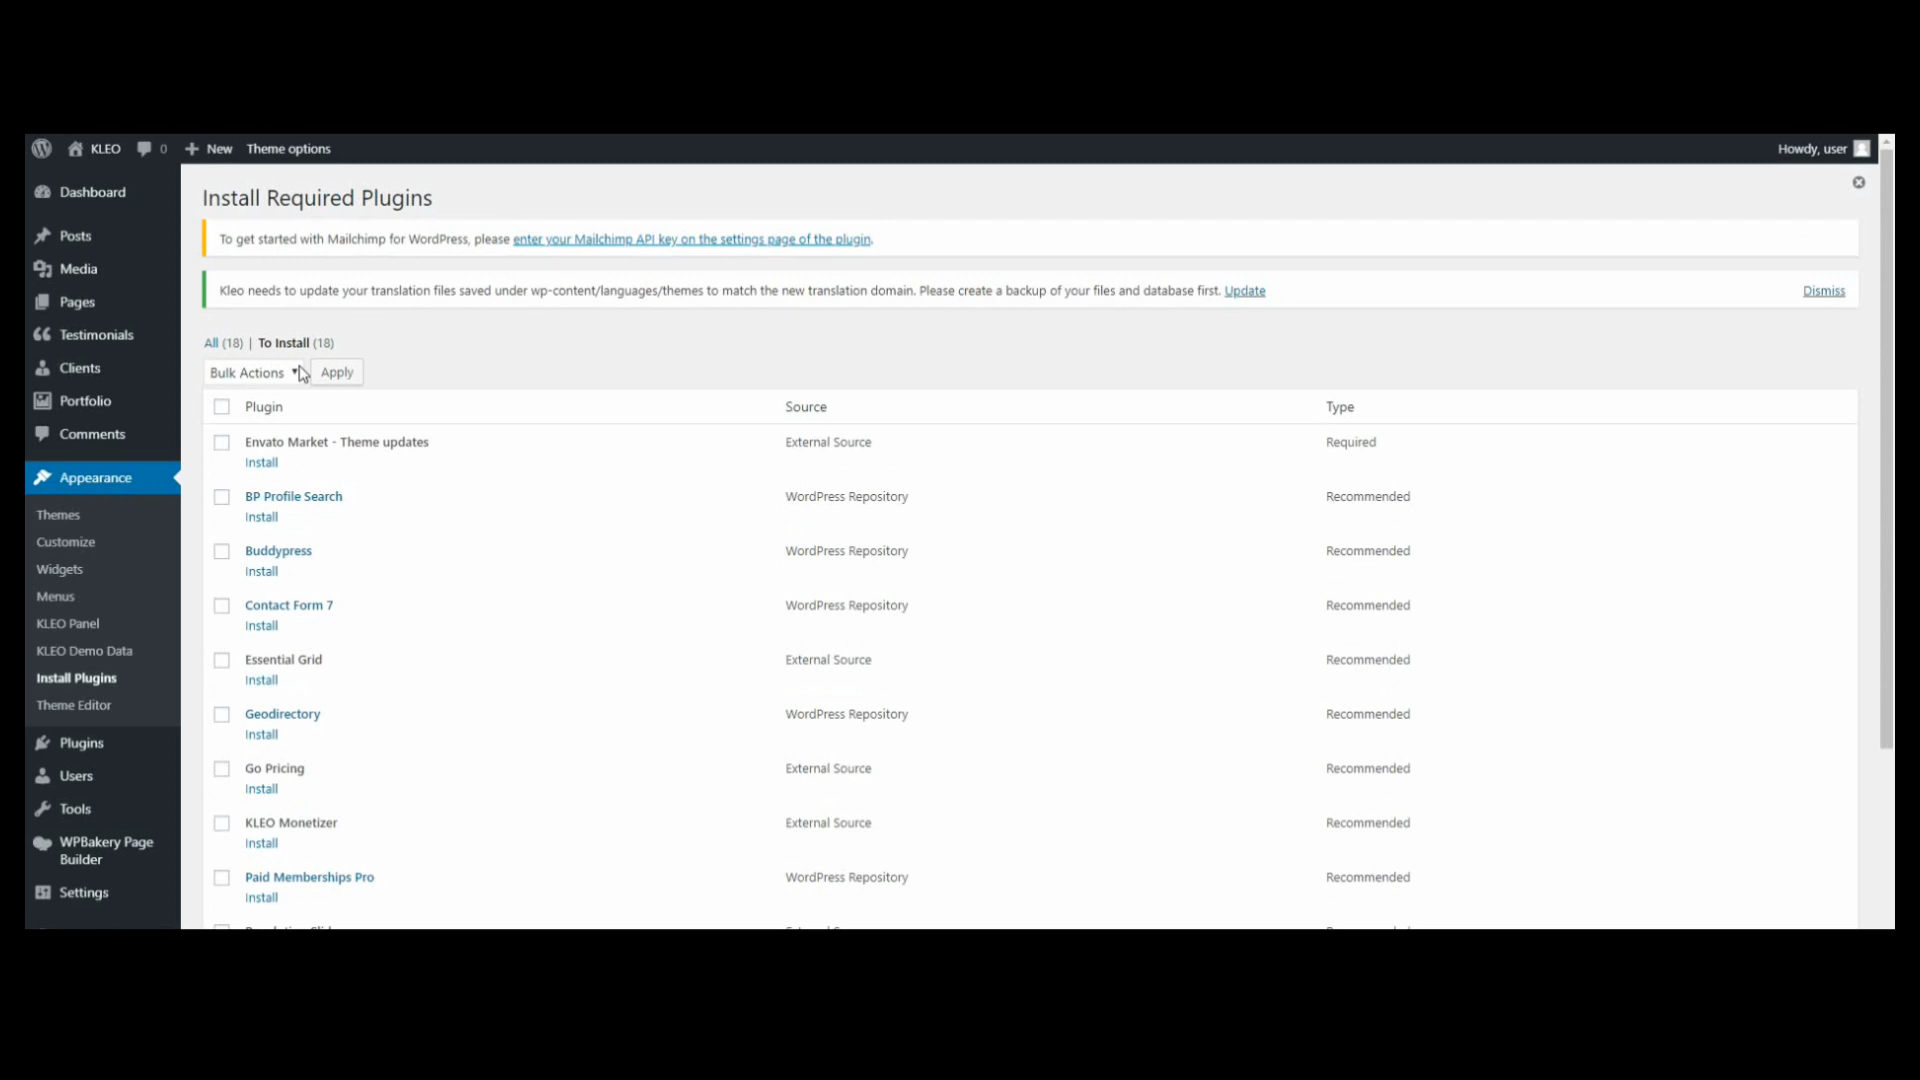 KLEO 0 New Theme options Howdy, user
Dashboard
Posts
Media
Pages
Testimonials
Clients
Portfolio
Comments
Appearance
Themes
Customize
Widgets
Menus
KLEO Panel
KLEO Demo Data
Install Plugins
Theme Editor
Plugins
Users
Tools
WPBakery Page
Builder
Settings
Install Required Plugins
To get started with Mailchimp for WordPress, please enter your Mailchimp API key on the settings page of the plugin.
Kleo needs to update your translation files saved under wp-content/languages/themes to match the new translation domain. Please create a backup of your files and database first. Update Dismiss
All (18) | To Install (18)
Bulk Actions Apply
Plugin Source Type
Envato Market - Theme updates External Source Required
Install
BP Profile Search WordPress Repository Recommended
Install
Buddypress WordPress Repository Recommended
Install
Contact Form 7 WordPress Repository Recommended
Install
Essential Grid External Source Recommended
Install
Geodirectory WordPress Repository Recommended
Install
Go Pricing External Source Recommended
Install
KLEO Monetizer External Source Recommended
Install
Paid Memberships Pro WordPress Repository Recommended
Install